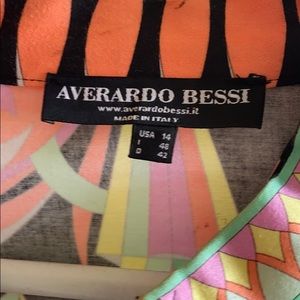 AVERARDO BESSI
www.averardobessi.it
MADE IN ITALY
USA 14
I 48
D 42